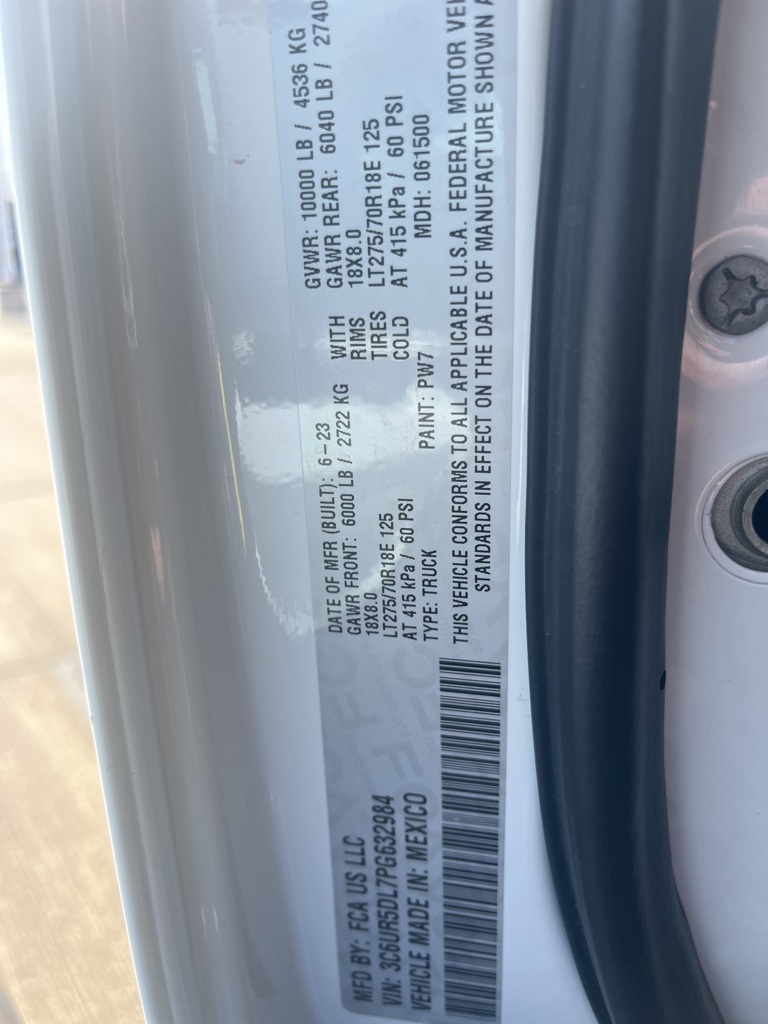 MFD BY: FCA US LLC
VIN: 3C6UR5DL7PG632984
VEHICLE MADE IN: MEXICO
DATE OF MFR (BUILT): 6-23
GVWR: 10000 LB / 4536 KG
GAWR FRONT: 6000 LB / 2722 KG WITH
GAWR REAR: 6040 LB / 2740
18X8.0 RIMS 18X8.0
LT275/70R18E 125 TIRES LT275/70R18E 125
AT 415 kPa / 60 PSI COLD AT 415 kPa / 60 PSI
TYPE: TRUCK PAINT: PW7 MDH: 061500
THIS VEHICLE CONFORMS TO ALL APPLICABLE U.S.A. FEDERAL MOTOR
STANDARDS IN EFFECT ON THE DATE OF MANUFACTURE SHOWN